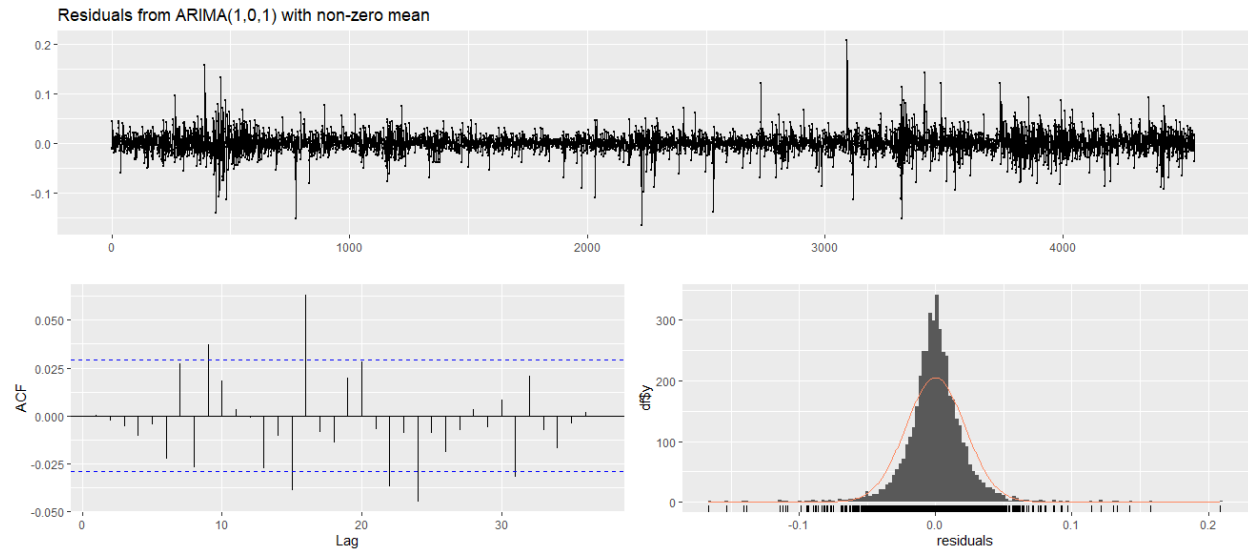 Residuals from ARIMA(1,0,1) with non-zero mean
0.2
0.1
0.0
-0.1
0 1000 2000 3000 4000
0.050
0.025
0.000
-0.025
-0.050
ACF
0 10 20 30
Lag
300
200
100
0
df$y
-0.1 0.0 0.1 0.2
residuals